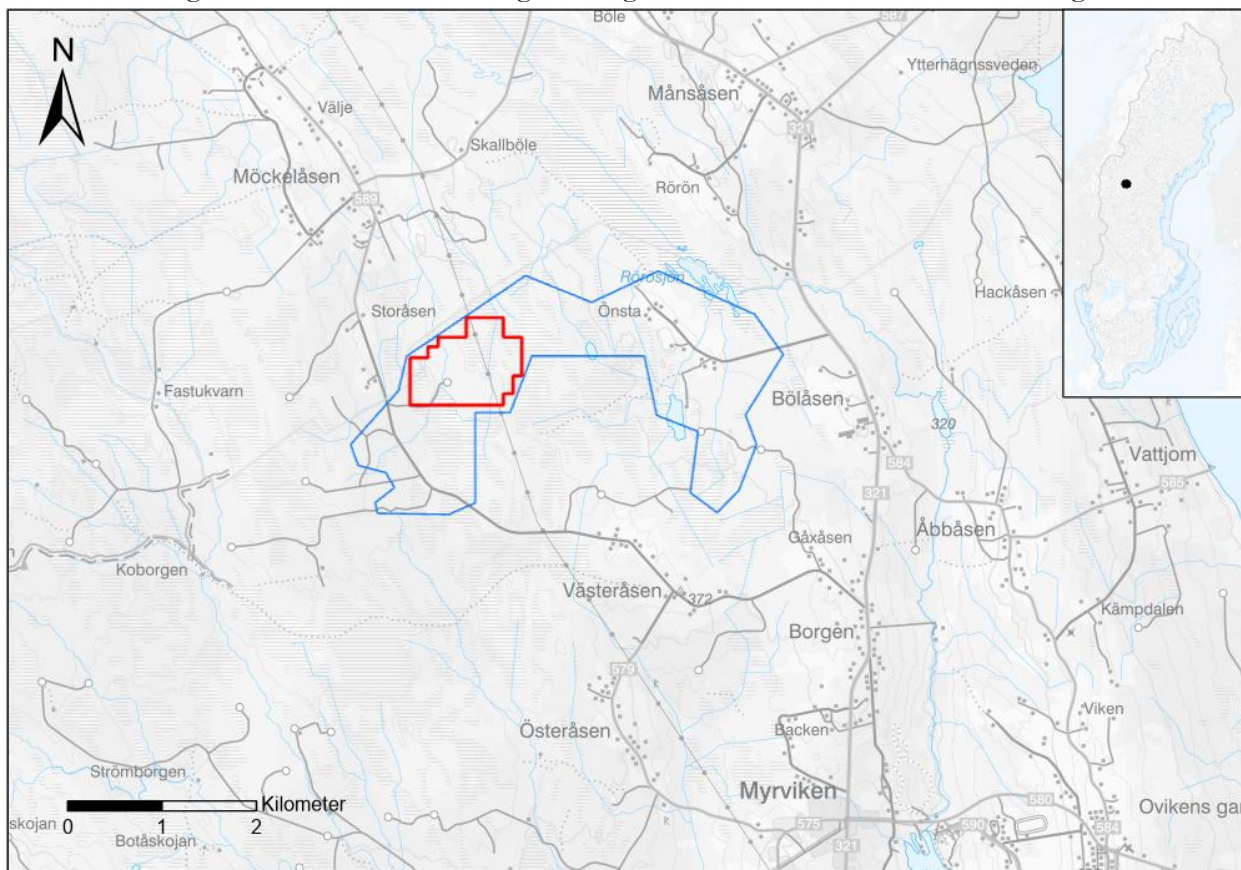 N
Böle
587
Ytterhägnssveden
Månsåsen
Välje
321
Skallböle
Möckelåsen
Rörön
589
Rörösjön
Hackåsen
Storåsen
Önsta
Fastukvarn
Bölåsen
320
Vattjom
584
585
321
Åbbåsen
Gåxåsen
Koborgen
Västeråsen
372
Kämpdalen
Borgen
579
Viken
Österåsen
Backen
Strömborgen
Myrviken
Kilometer
580
Ovikens gar
0 1 2
skojan
Botåskojan
575
590
584
321